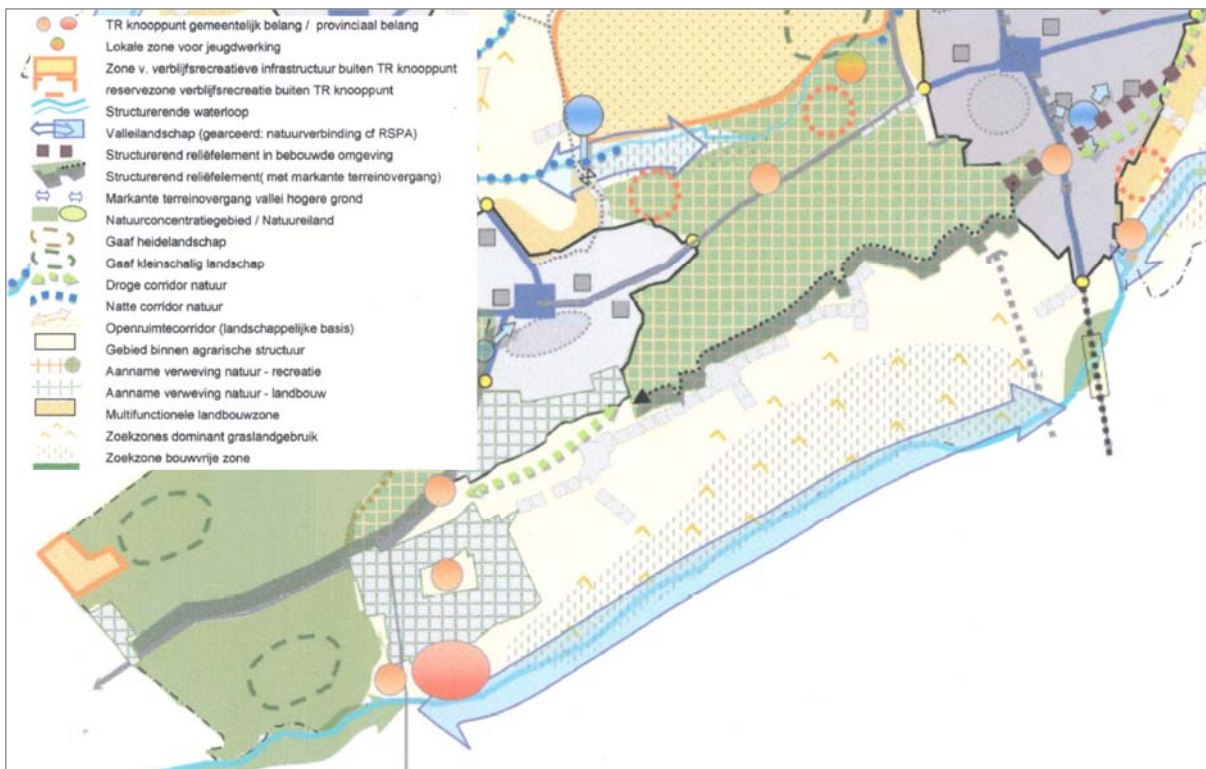 TR knooppunt gemeentelijk belang / provinciaal belang
Lokale zone voor jeugdwerking
Zone v. verblijfsrecreatieve infrastructuur buiten TR knooppunt
reservezone verblijfsrecreatie buiten TR knooppunt
Structurerende waterloop
Valleilandschap (gearceerd: natuurverbinding cf RSPA)
Structurerend reliëfelement in bebouwde omgeving
Structurerend reliëfelement( met markante terreinovergang)
Markante terreinovergang vallei hogere grond
Natuurconcentratiegebied / Natuureiland
Gaaf heidelandschap
Gaaf kleinschalig landschap
Droge corridor natuur
Natte corridor natuur
Openruimtecorridor (landschappelijke basis)
Gebied binnen agrarische structuur
Aanname verweving natuur - recreatie
Aanname verweving natuur - landbouw
Multifunctionele landbouwzone
Zoekzones dominant graslandgebruik
Zoekzone bouwvrije zone